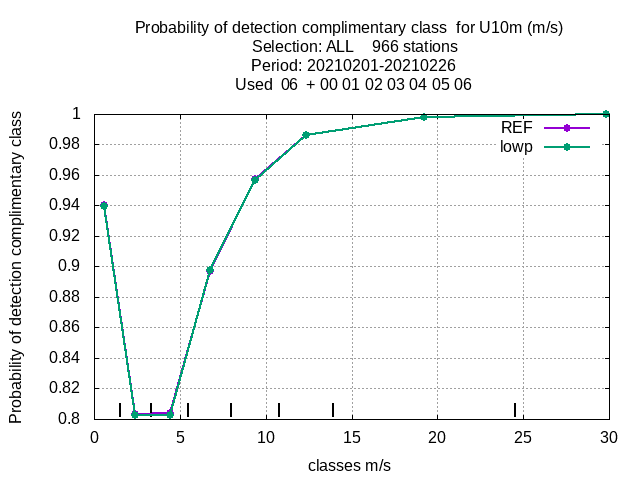 Probability of detection complimentary class  for U10m (m/s)
Selection: ALL    966 stations
Period: 20210201-20210226
Used  06  + 00 01 02 03 04 05 06
Probability of detection complimentary class
1
0.98
0.96
0.94
0.92
0.9
0.88
0.86
0.84
0.82
0.8
REF
lowp
0 5 10 15 20 25 30
classes m/s